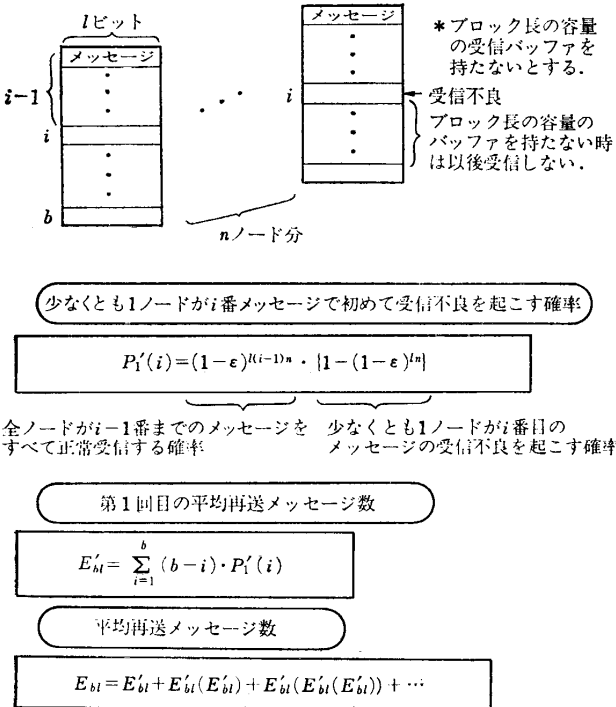 lビット
メッセージ
i−1
i
b
nノード分
メッセージ
i
*ブロック長の容量
の受信バッファを
持たないとする.
受信不良
ブロック長の容量の
バッファを持たない時
は以後受信しない.
少なくとも1ノードがi番メッセージで初めて受信不良を起こす確率
P₁′(i)=(1−ε)^{l(i−1)n}・{1−(1−ε)^{ln}}
全ノードがi−1番までのメッセージを
すべて正常受信する確率
少なくとも1ノードがi番目の
メッセージの受信不良を起こす確率
第1回目の平均再送メッセージ数
E′_{bl}= \sum_{i=1}^{b} (b−i)・P₁′(i)
平均再送メッセージ数
E_{bl}=E′_{bl}+E′_{bl}(E′_{bl})+E′_{bl}(E′_{bl}(E′_{bl}))+⋯